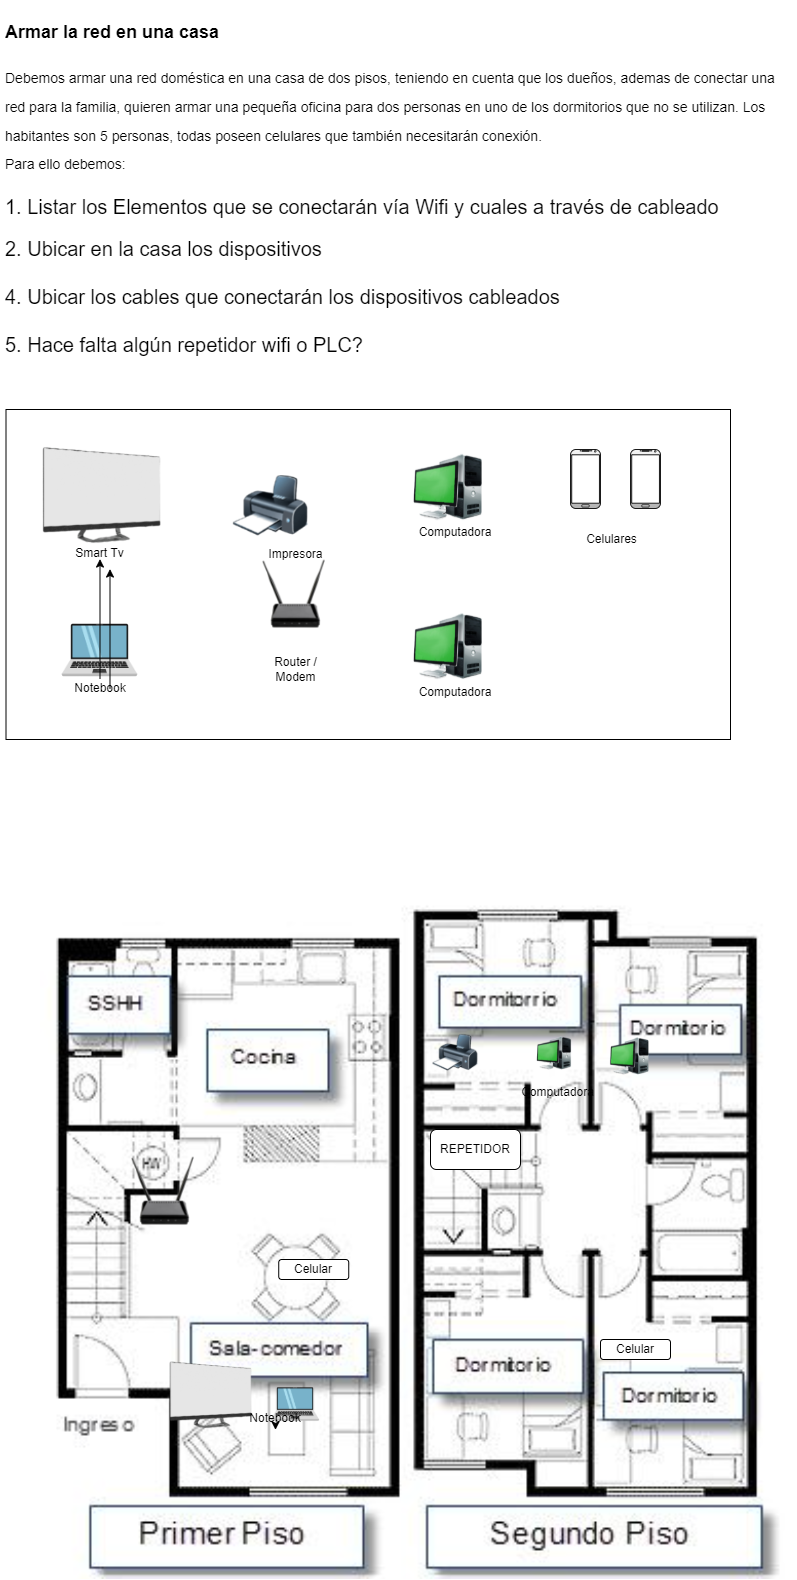 Armar la red en una casa
Debemos armar una red doméstica en una casa de dos pisos, teniendo en cuenta que los dueños, ademas de conectar una
red para la familia, quieren armar una pequeña oficina para dos personas en uno de los dormitorios que no se utilizan. Los
habitantes son 5 personas, todas poseen celulares que también necesitarán conexión.
Para ello debemos:
1. Listar los Elementos que se conectarán vía Wifi y cuales a través de cableado
2. Ubicar en la casa los dispositivos
4. Ubicar los cables que conectarán los dispositivos cableados
5. Hace falta algún repetidor wifi o PLC?
Smart Tv
Impresora
Computadora
Celulares
Notebook
Router /
Modem
Computadora
SSHH
Cocina
HW
Celular
Sala-comedor
Notebook
Ingreso
Primer Piso
Dormitorrio
Dormitorio
Computadora
REPETIDOR
Dormitorio
Celular
Dormitorio
Segundo Piso